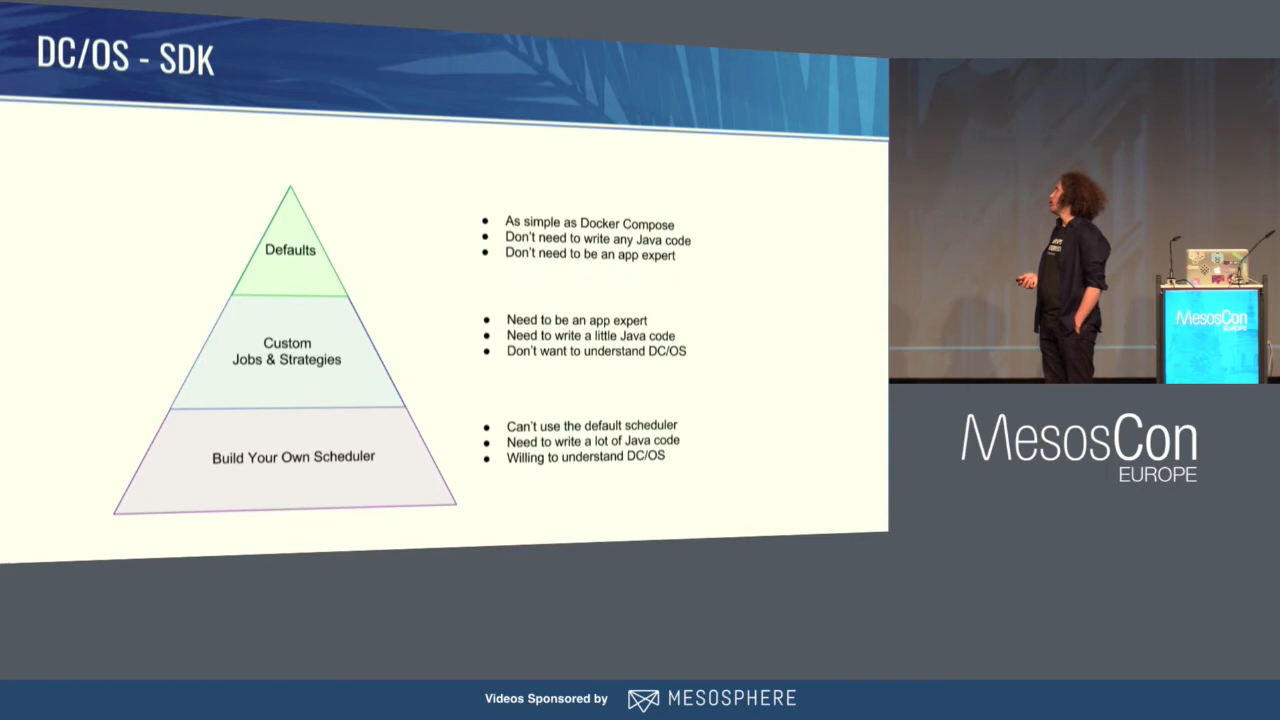 DC/OS - SDK
Defaults
As simple as Docker Compose
Don't need to write any Java code
Don't need to be an app expert
Custom
Jobs & Strategies
Need to be an app expert
Need to write a little Java code
Don't want to understand DC/OS
Build Your Own Scheduler
Can't use the default scheduler
Need to write a lot of Java code
Willing to understand DC/OS
MesosCon
EUROPE
MesosCon
EUROPE
Videos Sponsored by
MESOSPHERE